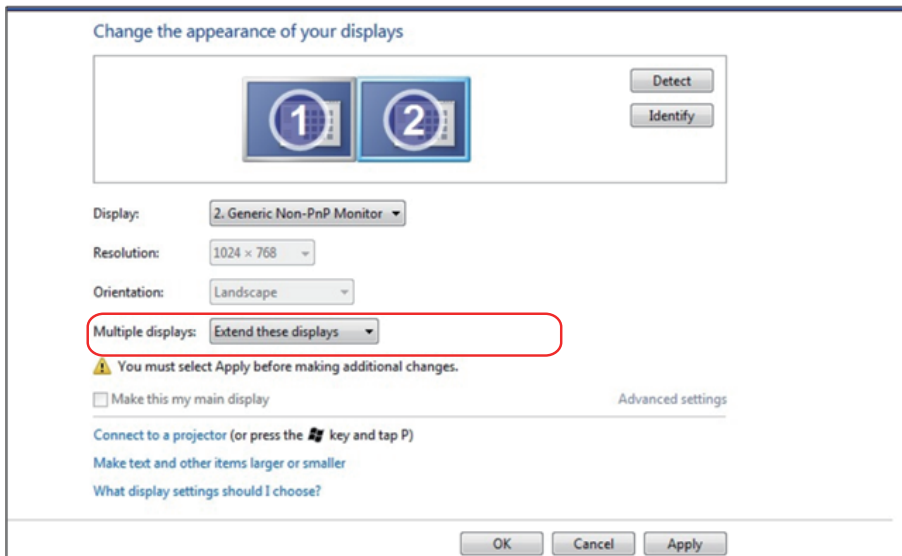 Change the appearance of your displays
1 2
Detect
Identify
Display: 2. Generic Non-PnP Monitor
Resolution: 1024 × 768
Orientation: Landscape
Multiple displays: Extend these displays
You must select Apply before making additional changes.
Make this my main display Advanced settings
Connect to a projector (or press the key and tap P)
Make text and other items larger or smaller
What display settings should I choose?
OK Cancel Apply